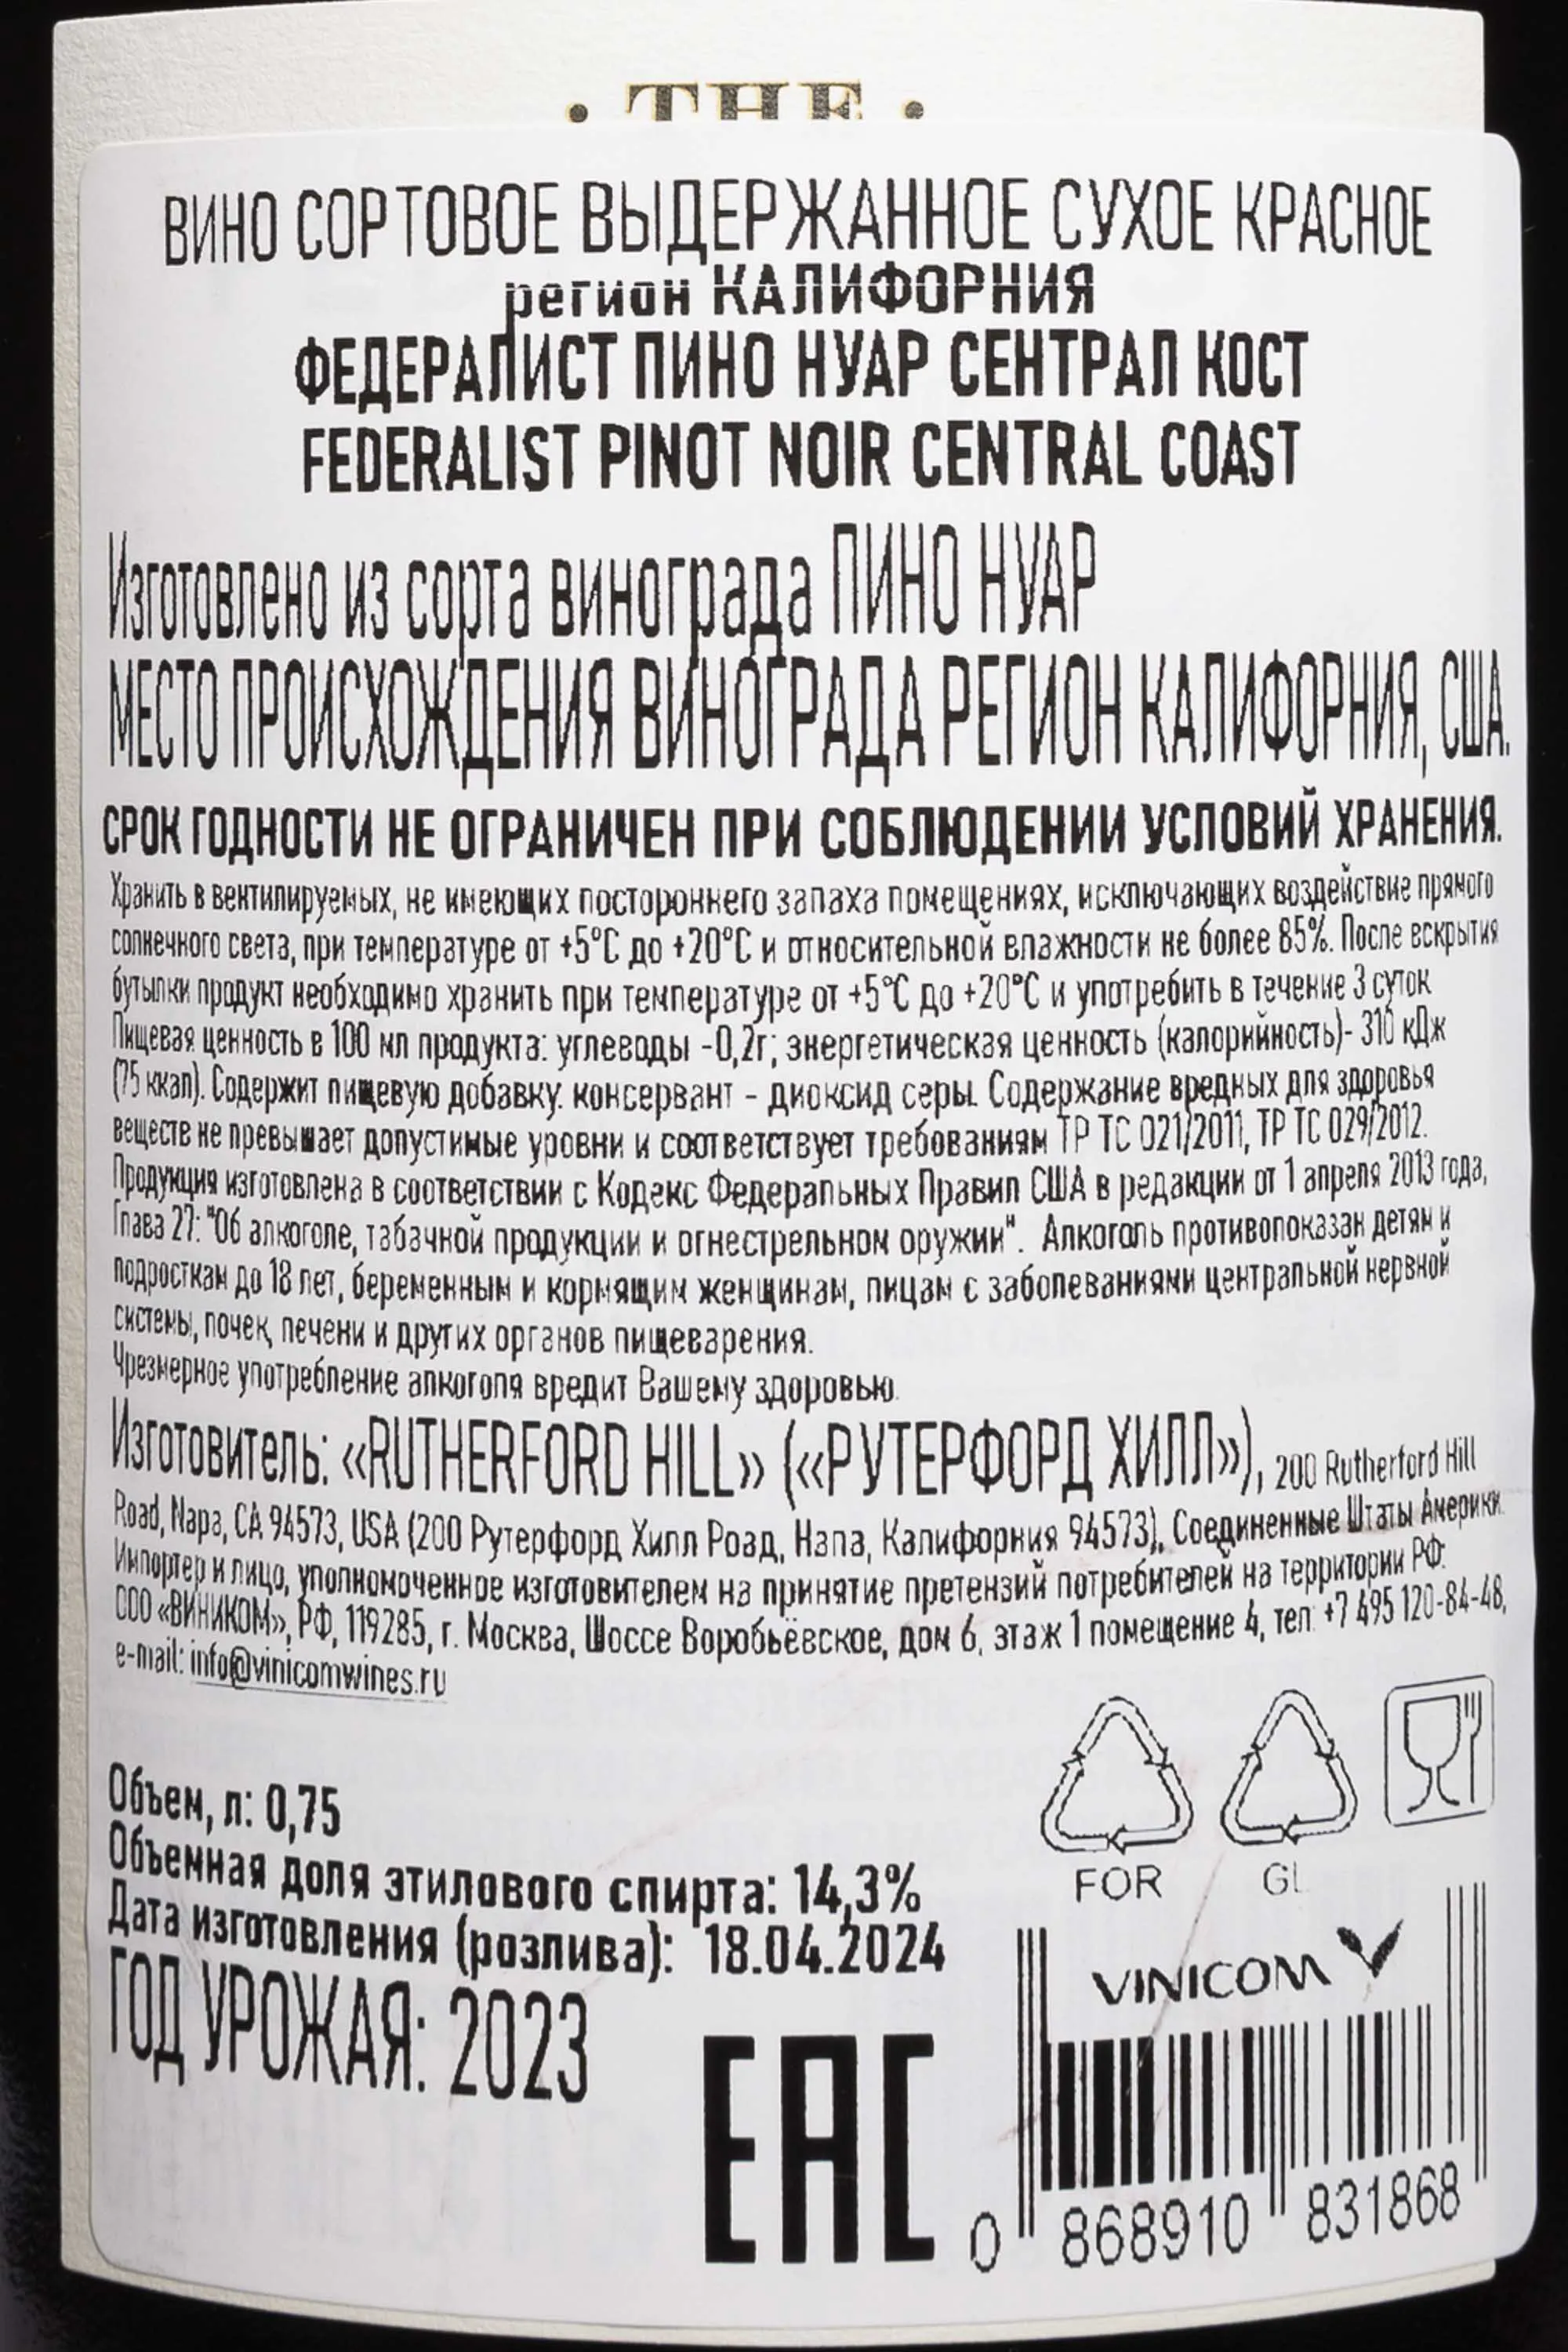 • THE •
ВИНО СОРТОВОЕ ВЫДЕРЖАННОЕ СУХОЕ КРАСНОЕ
регион КАЛИФОРНИЯ
ФЕДЕРАЛИСТ ПИНО НУАР СЕНТРАЛ КОСТ
FEDERALIST PINOT NOIR CENTRAL COAST
Изготовлено из сорта винограда ПИНО НУАР
МЕСТО ПРОИСХОЖДЕНИЯ ВИНОГРАДА РЕГИОН КАЛИФОРНИЯ, США.
СРОК ГОДНОСТИ НЕ ОГРАНИЧЕН ПРИ СОБЛЮДЕНИИ УСЛОВИЙ ХРАНЕНИЯ.
Хранить в вентилируемых, не имеющих постороннего запаха помещениях, исключающих воздействие прямого
солнечного света, при температуре от +5°С до +20°С и относительной влажности не более 85%. После вскрытия
бутылки продукт необходимо хранить при температуре от +5°С до +20°С и употребить в течение 3 суток
Пищевая ценность в 100 мл продукта: углеводы -0,2г; энергетическая ценность (калорийность)- 310 кДж
(75 ккал). Содержит пищевую добавку: консервант - диоксид серы. Содержание вредных для здоровья
веществ не превышает допустимые уровни и соответствует требованиям ТР ТС 021/2011, ТР ТС 029/2012.
Продукция изготовлена в соответствии с Кодекс Федеральных Правил США в редакции от 1 апреля 2013 года,
Глава 27: "Об алкоголе, табачной продукции и огнестрельном оружии". Алкоголь противопоказан детям и
подросткам до 18 лет, беременным и кормящим женщинам, лицам с заболеваниями центральной нервной
системы, почек, печени и других органов пищеварения.
Чрезмерное употребление алкоголя вредит Вашему здоровью.
Изготовитель: «RUTHERFORD HILL» («РУТЕРФОРД ХИЛЛ»), 200 Rutherford Hill
Road, Napa, CA 94573, USA (200 Рутерфорд Хилл Роад, Напа, Калифорния 94573), Соединенные Штаты Америки.
Импортер и лицо, уполномоченное изготовителем на принятие претензий потребителей на территории РФ:
ООО «ВИНИКОМ», РФ, 119285, г. Москва, Шоссе Воробьёвское, дом 6, этаж 1 помещение 4, тел: +7 495 120-84-48,
e-mail: info@vinicomwines.ru
Объем, л: 0,75
Объемная доля этилового спирта: 14,3%
Дата изготовления (розлива): 18.04.2024
ГОД УРОЖАЯ: 2023
FOR GL
VINICOM
EAC
0 868910 831868